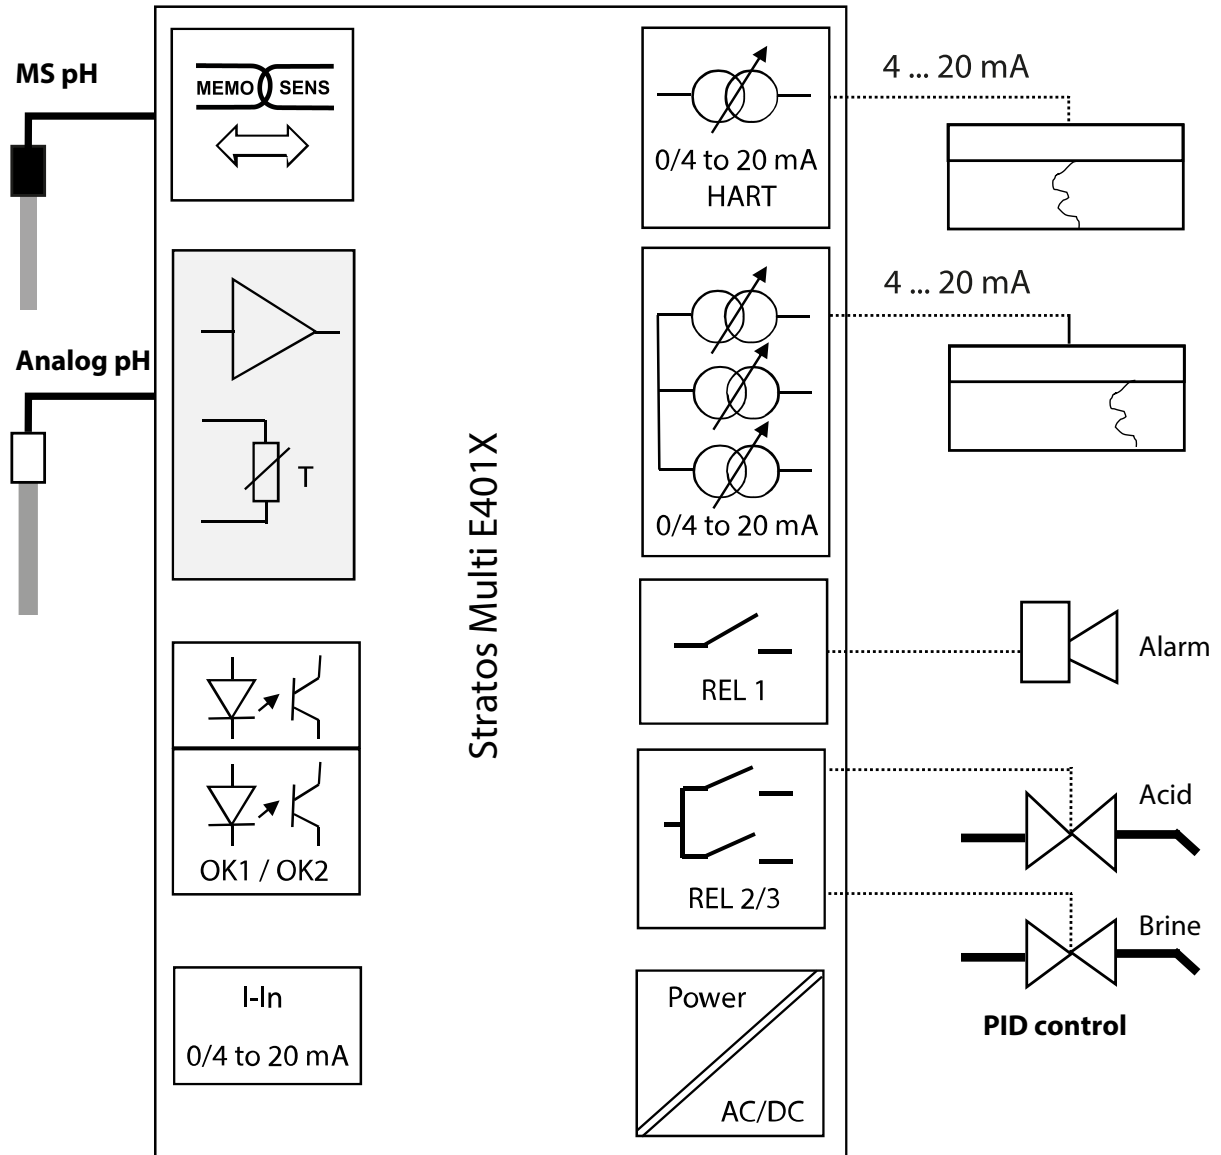 MS pH
MEMO SENS
4 ... 20 mA
0/4 to 20 mA
HART
4 ... 20 mA
Analog pH
T
0/4 to 20 mA
Stratos Multi E401X
REL 1
Alarm
OK1 / OK2
REL 2/3
Acid
Brine
I-In
0/4 to 20 mA
Power
AC/DC
PID control